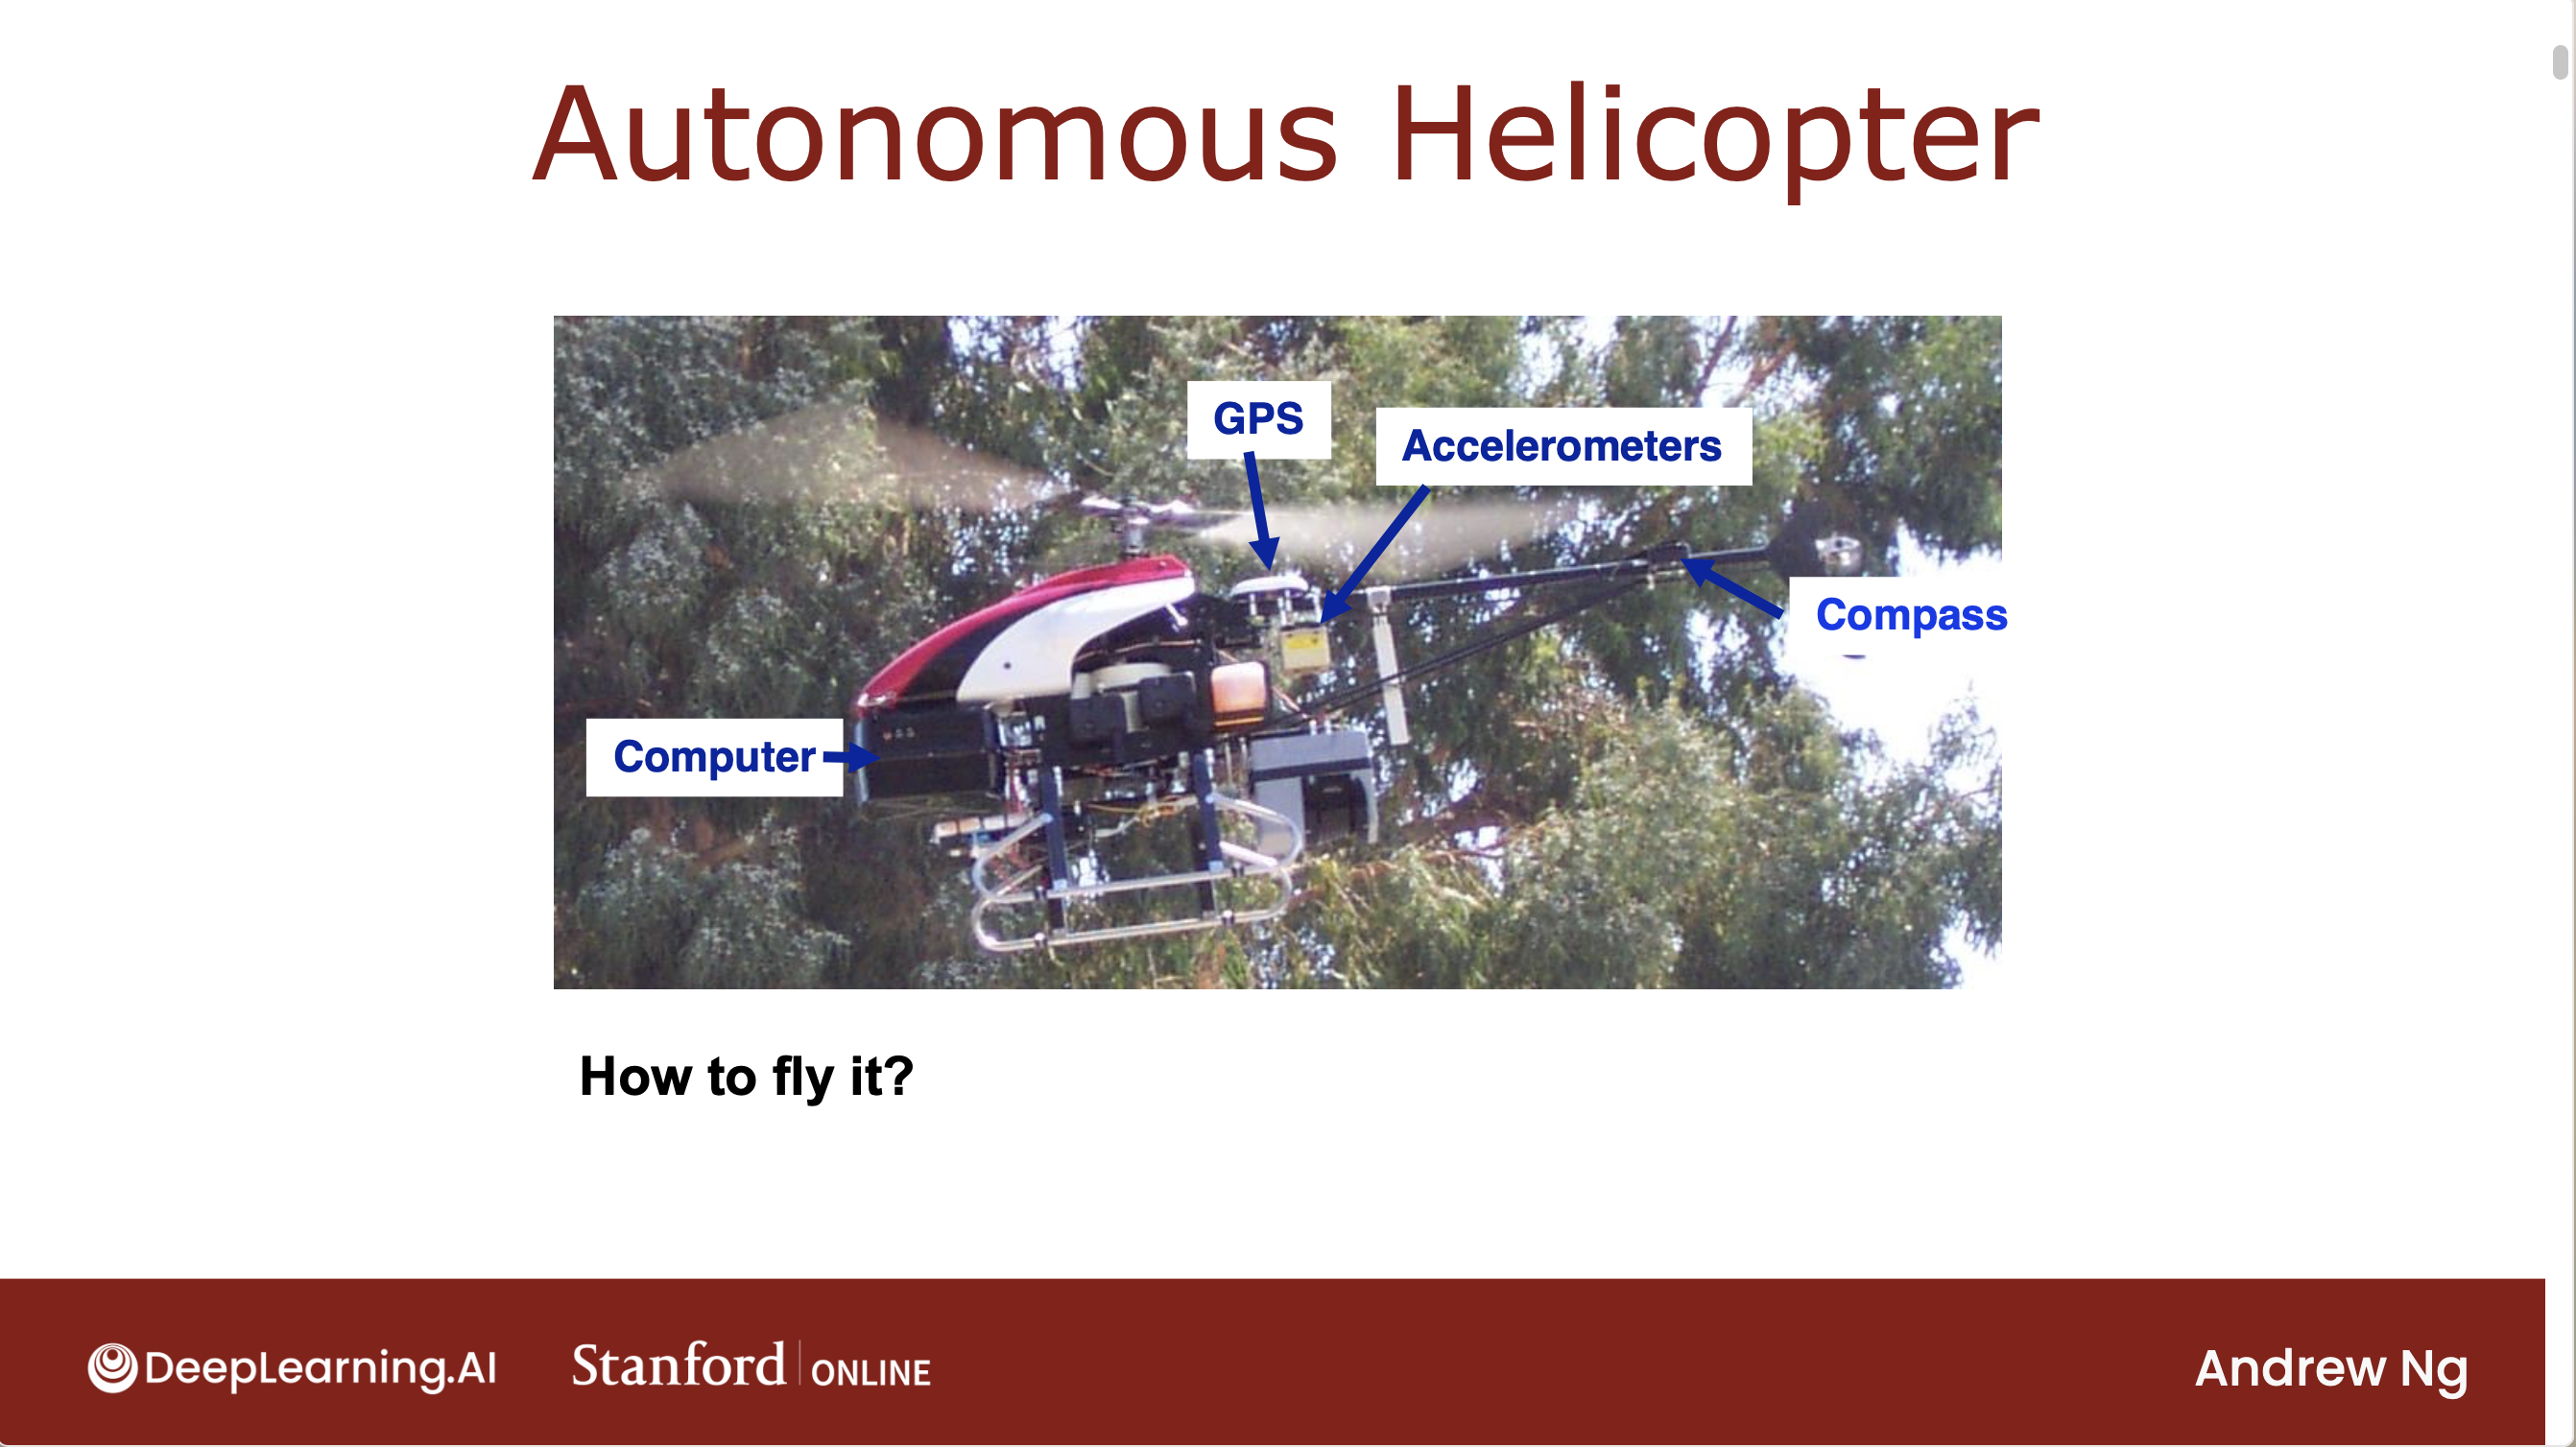 Autonomous Helicopter
GPS
Accelerometers
Compass
Computer
How to fly it?
DeepLearning.AI
Stanford ONLINE
Andrew Ng